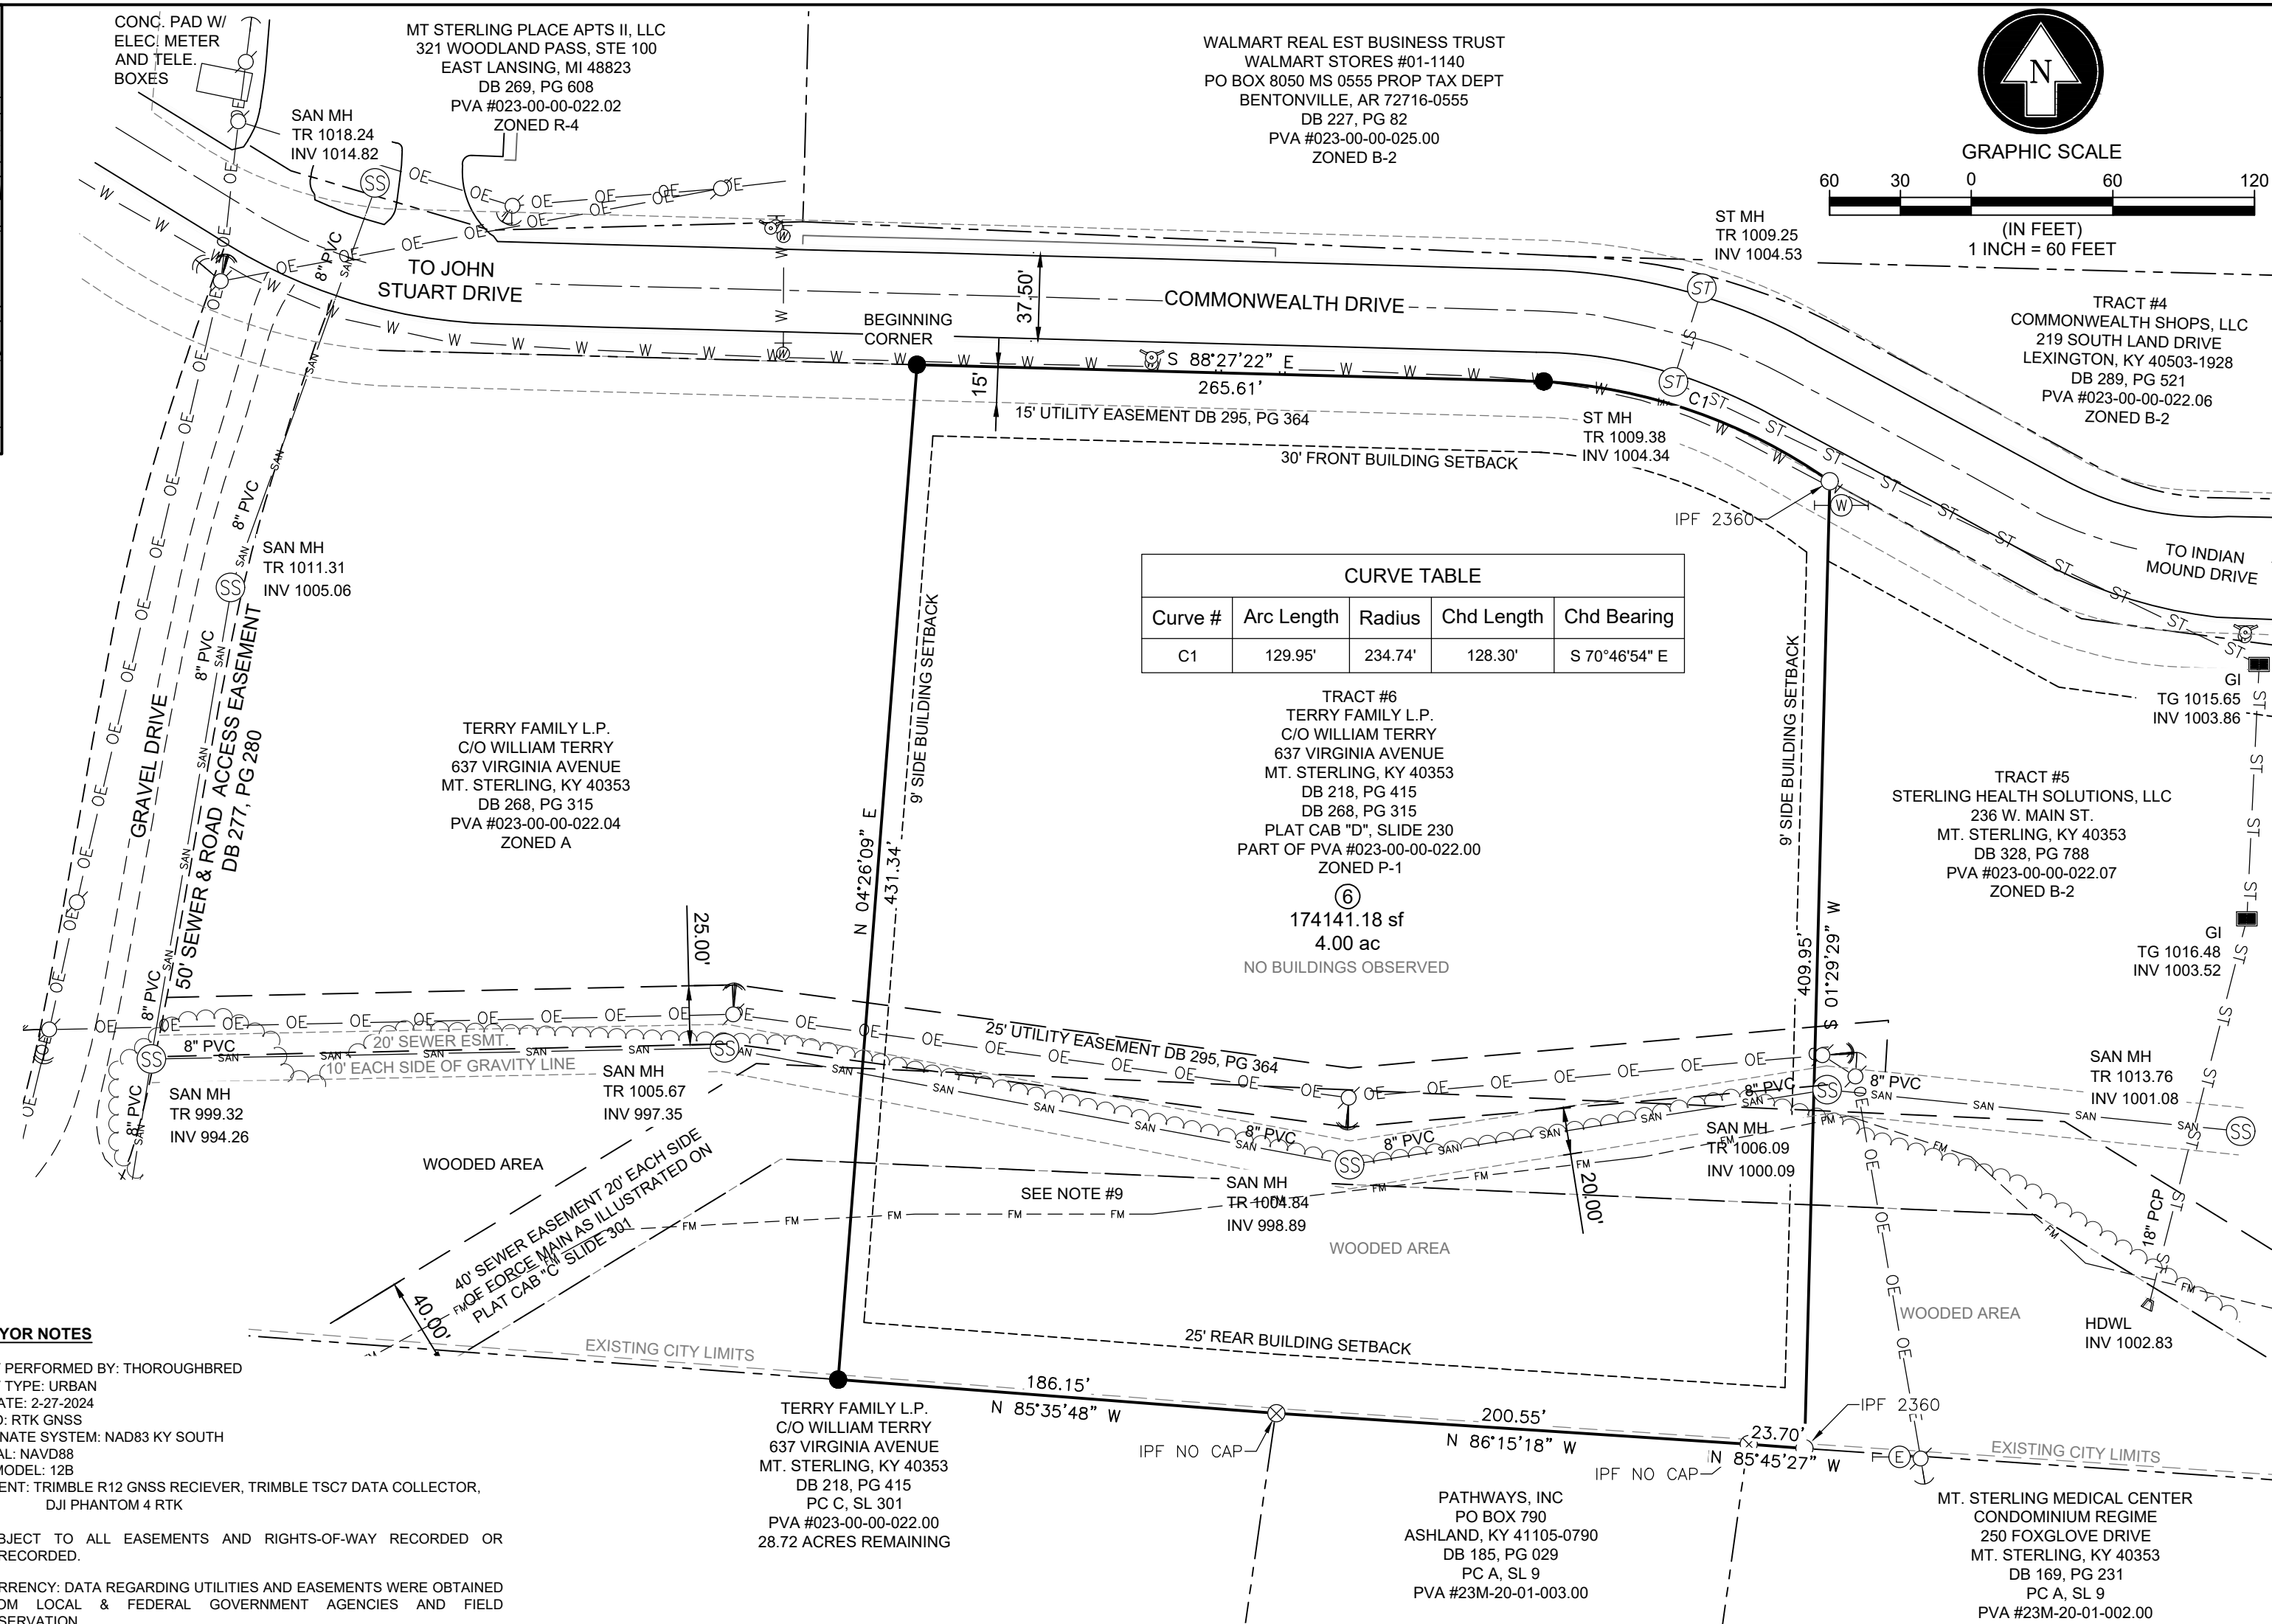 CONC. PAD W/
ELEC. METER
AND TELE.
BOXES
MT STERLING PLACE APTS II, LLC
321 WOODLAND PASS, STE 100
EAST LANSING, MI 48823
DB 269, PG 608
PVA #023-00-00-022.02
ZONED R-4
WALMART REAL EST BUSINESS TRUST
WALMART STORES #01-1140
PO BOX 8050 MS 0555 PROP TAX DEPT
BENTONVILLE, AR 72716-0555
DB 227, PG 82
PVA #023-00-00-025.00
ZONED B-2
N
GRAPHIC SCALE
60 30 0 60 120
(IN FEET)
1 INCH = 60 FEET
SAN MH
TR 1018.24
INV 1014.82
ST MH
TR 1009.25
INV 1004.53
TRACT #4
COMMONWEALTH SHOPS, LLC
219 SOUTH LAND DRIVE
LEXINGTON, KY 40503-1928
DB 289, PG 521
PVA #023-00-00-022.06
ZONED B-2
8" PVC
TO JOHN
STUART DRIVE
37.50'
COMMONWEALTH DRIVE
BEGINNING
CORNER
S 88°27'22" E
265.61'
15'
15' UTILITY EASEMENT DB 295, PG 364
C1
ST MH
TR 1009.38
INV 1004.34
30' FRONT BUILDING SETBACK
IPF 2360
TO INDIAN
MOUND DRIVE
8" PVC
SAN MH
TR 1011.31
INV 1005.06
8" PVC
GRAVEL DRIVE
50' SEWER & ROAD ACCESS EASEMENT
DB 277, PG 280
CURVE TABLE
Curve # Arc Length Radius Chd Length Chd Bearing
C1 129.95' 234.74' 128.30' S 70°46'54" E
GI
TG 1015.65
INV 1003.86
9' SIDE BUILDING SETBACK
9' SIDE BUILDING SETBACK
TERRY FAMILY L.P.
C/O WILLIAM TERRY
637 VIRGINIA AVENUE
MT. STERLING, KY 40353
DB 268, PG 315
PVA #023-00-00-022.04
ZONED A
N 04°26'09" E
431.34'
TRACT #6
TERRY FAMILY L.P.
C/O WILLIAM TERRY
637 VIRGINIA AVENUE
MT. STERLING, KY 40353
DB 218, PG 415
DB 268, PG 315
PLAT CAB "D", SLIDE 230
PART OF PVA #023-00-00-022.00
ZONED P-1
6
174141.18 sf
4.00 ac
NO BUILDINGS OBSERVED
409.95'
S 01°29'29" W
TRACT #5
STERLING HEALTH SOLUTIONS, LLC
236 W. MAIN ST.
MT. STERLING, KY 40353
DB 328, PG 788
PVA #023-00-00-022.07
ZONED B-2
GI
TG 1016.48
INV 1003.52
25.00'
8" PVC
8" PVC
20' SEWER ESMT.
10' EACH SIDE OF GRAVITY LINE
25' UTILITY EASEMENT DB 295, PG 364
8" PVC
SAN MH
TR 999.32
INV 994.26
SAN MH
TR 1005.67
INV 997.35
8" PVC
8" PVC
8" PVC
8" PVC
SAN MH
TR 1013.76
INV 1001.08
SAN MH
TR 1006.09
INV 1000.09
SAN MH
TR 1004.84
INV 998.89
20.00'
WOODED AREA
SEE NOTE #9
40' SEWER EASEMENT 20' EACH SIDE
OF FORCE MAIN AS ILLUSTRATED ON
PLAT CAB "C" SLIDE 301
40.00'
WOODED AREA
18" PCP
WOODED AREA
HDWL
INV 1002.83
EXISTING CITY LIMITS
25' REAR BUILDING SETBACK
186.15'
N 85°35'48" W
200.55'
N 86°15'18" W
23.70'
N 85°45'27" W
IPF NO CAP
IPF NO CAP
IPF 2360
E
EXISTING CITY LIMITS
TERRY FAMILY L.P.
C/O WILLIAM TERRY
637 VIRGINIA AVENUE
MT. STERLING, KY 40353
DB 218, PG 415
PC C, SL 301
PVA #023-00-00-022.00
28.72 ACRES REMAINING
PATHWAYS, INC
PO BOX 790
ASHLAND, KY 41105-0790
DB 185, PG 029
PC A, SL 9
PVA #23M-20-01-003.00
MT. STERLING MEDICAL CENTER
CONDOMINIUM REGIME
250 FOXGLOVE DRIVE
MT. STERLING, KY 40353
DB 169, PG 231
PC A, SL 9
PVA #23M-20-01-002.00
YOR NOTES
PERFORMED BY: THOROUGHBRED
TYPE: URBAN
ATE: 2-27-2024
D: RTK GNSS
NATE SYSTEM: NAD83 KY SOUTH
AL: NAVD88
MODEL: 12B
ENT: TRIMBLE R12 GNSS RECIEVER, TRIMBLE TSC7 DATA COLLECTOR,
DJI PHANTOM 4 RTK
BJECT TO ALL EASEMENTS AND RIGHTS-OF-WAY RECORDED OR
RECORDED.
RRENCY: DATA REGARDING UTILITIES AND EASEMENTS WERE OBTAINED
OM LOCAL & FEDERAL GOVERNMENT AGENCIES AND FIELD
SERVATION